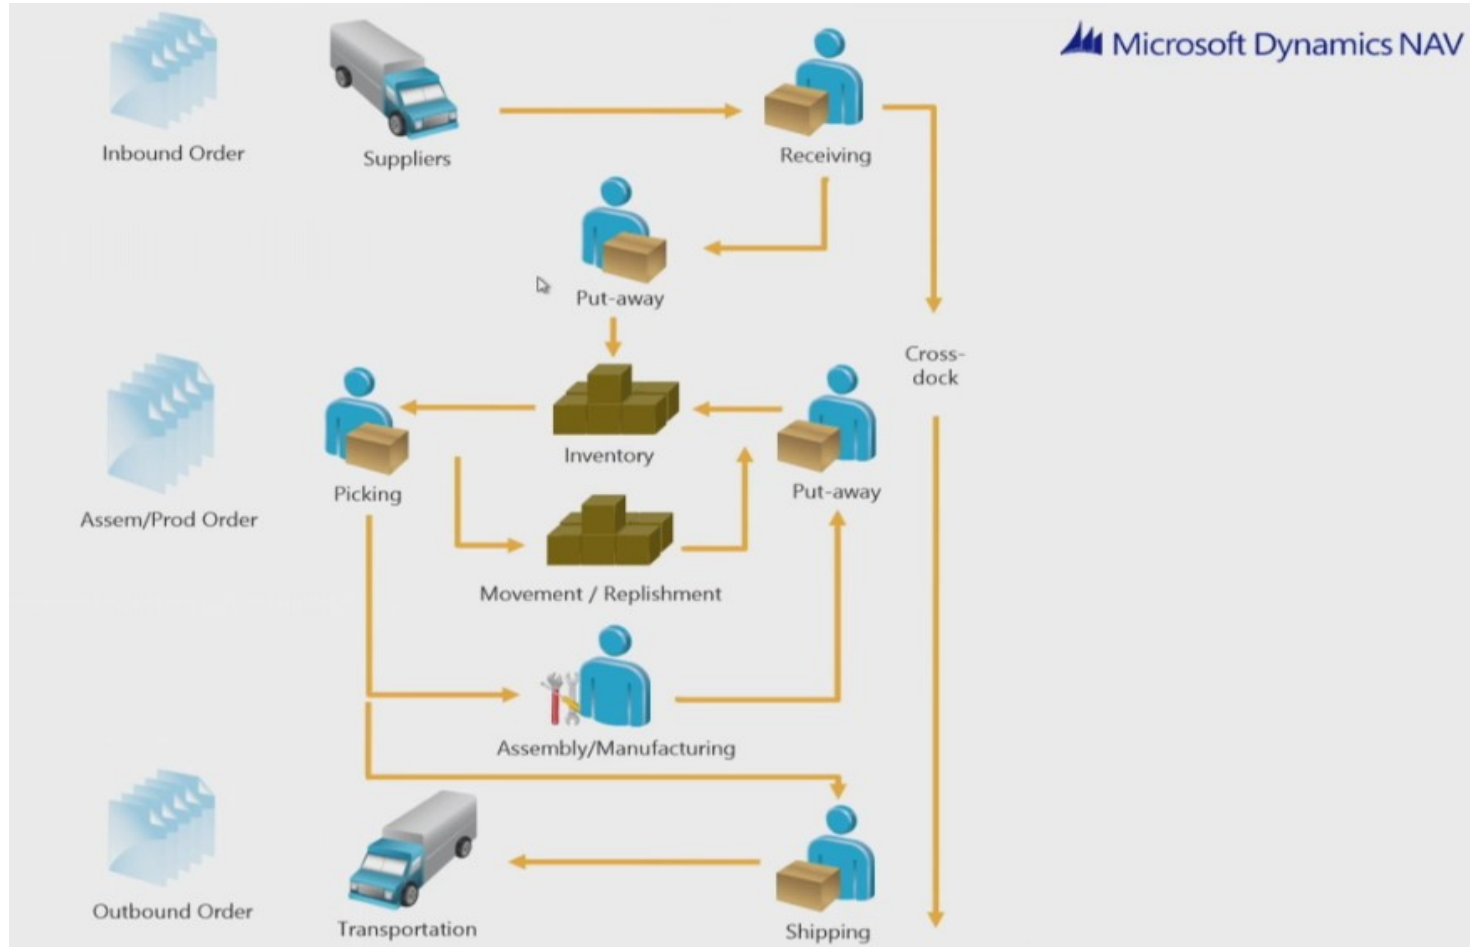 Microsoft Dynamics NAV
Inbound Order
Suppliers
Receiving
Put-away
Cross-
dock
Inventory
Put-away
Picking
Assem/Prod Order
Movement / Replishment
Assembly/Manufacturing
Outbound Order
Transportation
Shipping